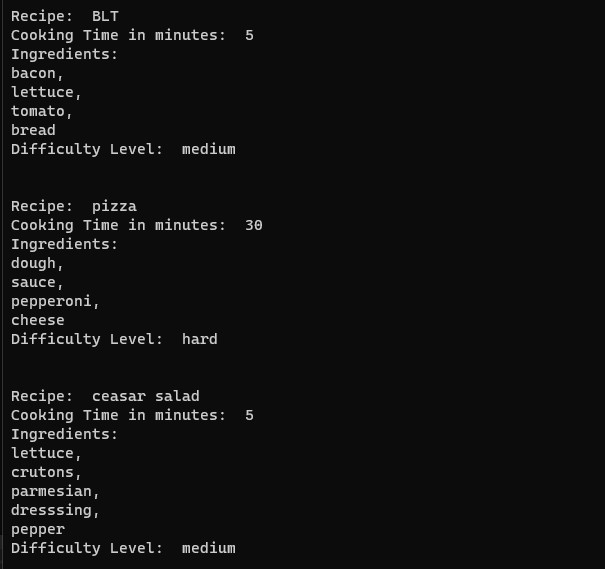 Recipe:  BLT
Cooking Time in minutes:  5
Ingredients:
bacon,
lettuce,
tomato,
bread
Difficulty Level:  medium
Recipe:  pizza
Cooking Time in minutes:  30
Ingredients:
dough,
sauce,
pepperoni,
cheese
Difficulty Level:  hard
Recipe:  ceasar salad
Cooking Time in minutes:  5
Ingredients:
lettuce,
crutons,
parmesian,
dresssing,
pepper
Difficulty Level:  medium